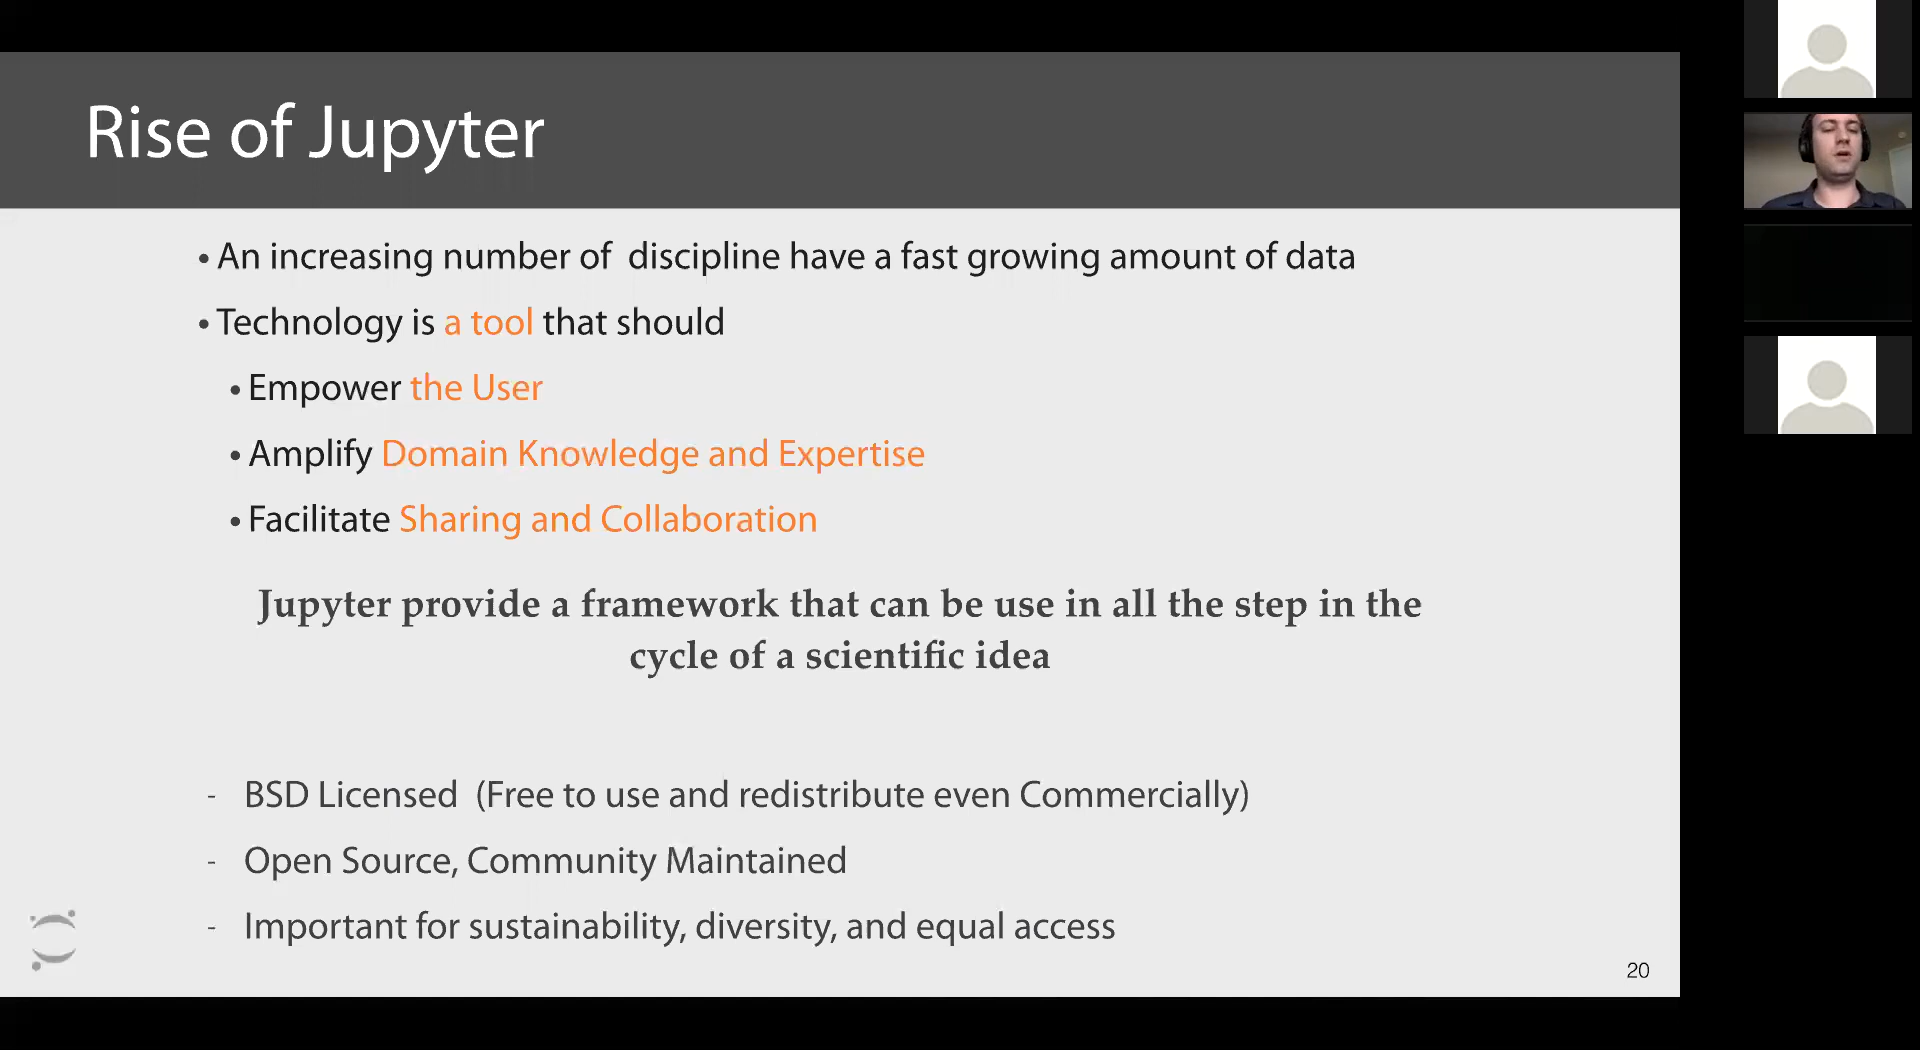 Rise of Jupyter
• An increasing number of  discipline have a fast growing amount of data
• Technology is a tool that should
• Empower the User
• Amplify Domain Knowledge and Expertise
• Facilitate Sharing and Collaboration
Jupyter provide a framework that can be use in all the step in the
cycle of a scientific idea
- BSD Licensed  (Free to use and redistribute even Commercially)
- Open Source, Community Maintained
- Important for sustainability, diversity, and equal access
20